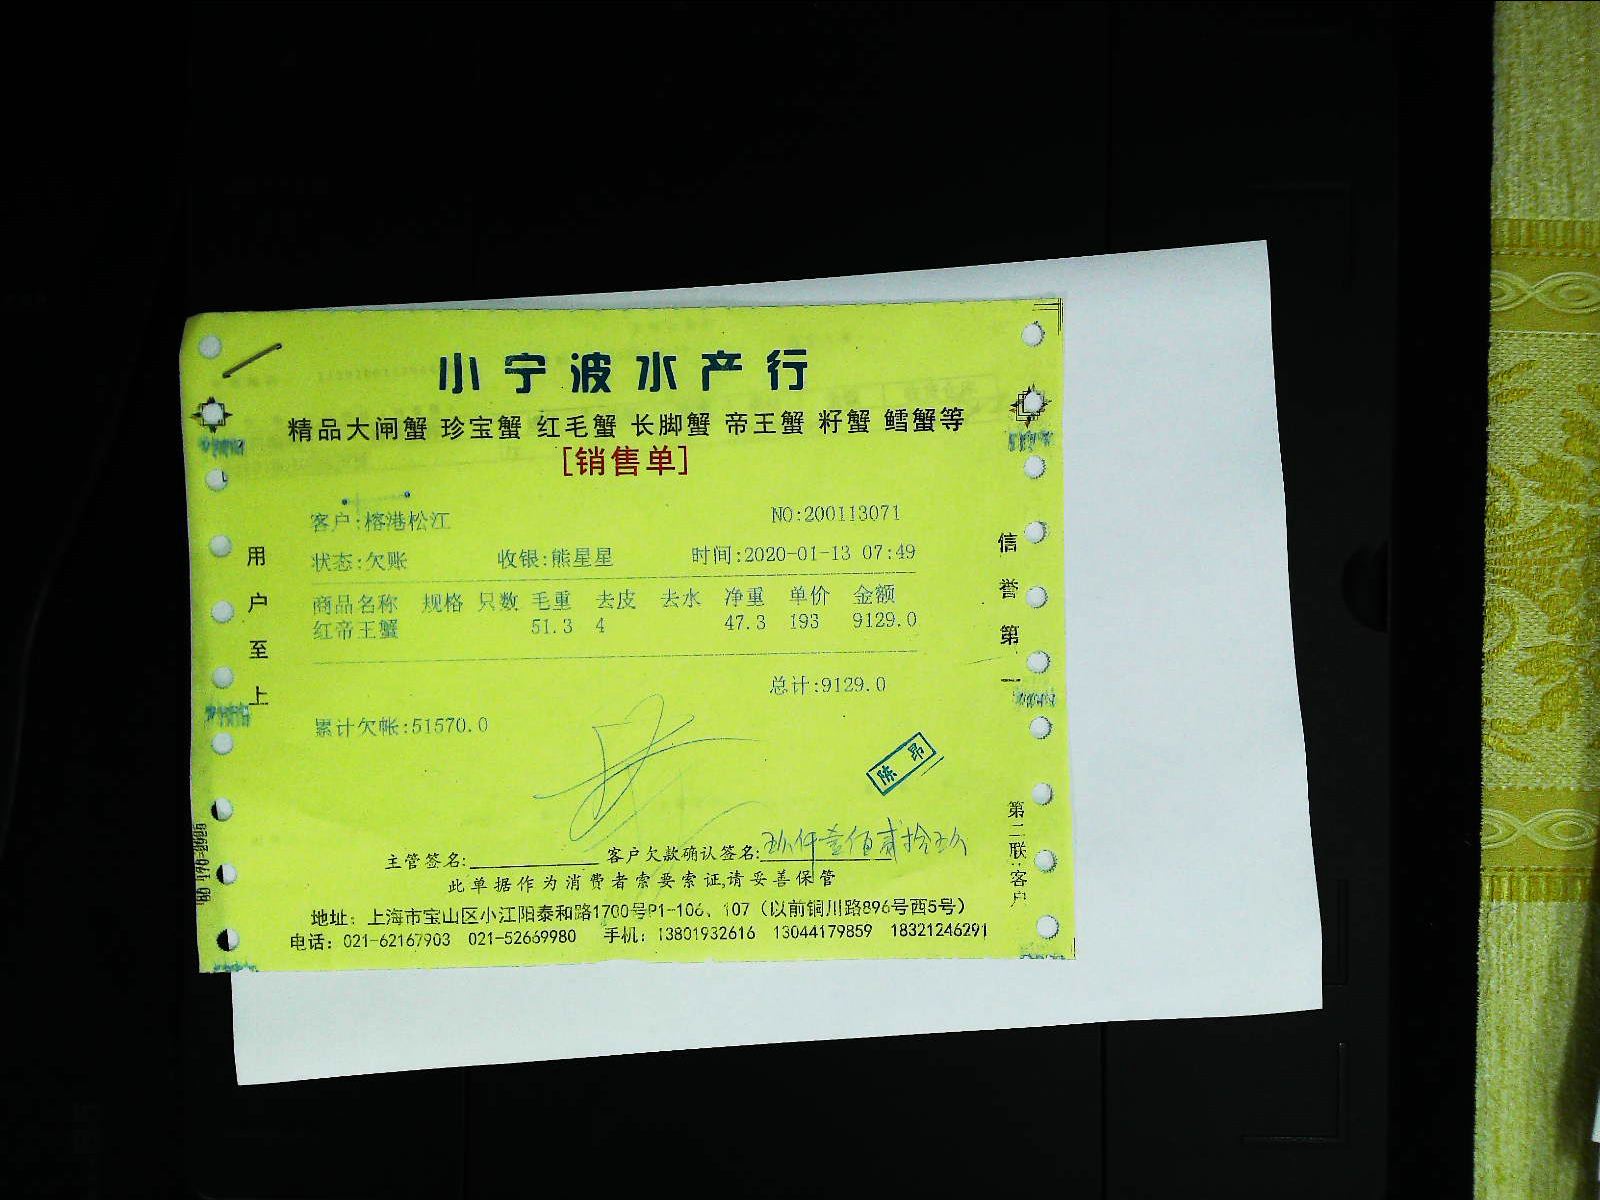 小宁波水产行
精品大闸蟹 珍宝蟹 红毛蟹 长脚蟹 帝王蟹 籽蟹 鳕蟹等
[销售单]
客户:榕港松江 NO:200113071
状态:欠账 收银:熊星星 时间:2020-01-13 07:49
商品名称 规格 只数 毛重 去皮 去水 净重 单价 金额
红帝王蟹 51.3 4 47.3 193 9129.0
总计:9129.0
累计欠帐:51570.0
陈昂
主管签名: 客户欠款确认签名: 玖仟壹佰贰拾玖
此单据作为消费者索要索证,请妥善保管
地址：上海市宝山区小江阳泰和路1700号P1-106、107（以前铜川路896号西5号）
电话：021-62167903 021-52669980 手机：13801932616 13044179859 18321246291
用户至上
信誉第一
第二联:客户